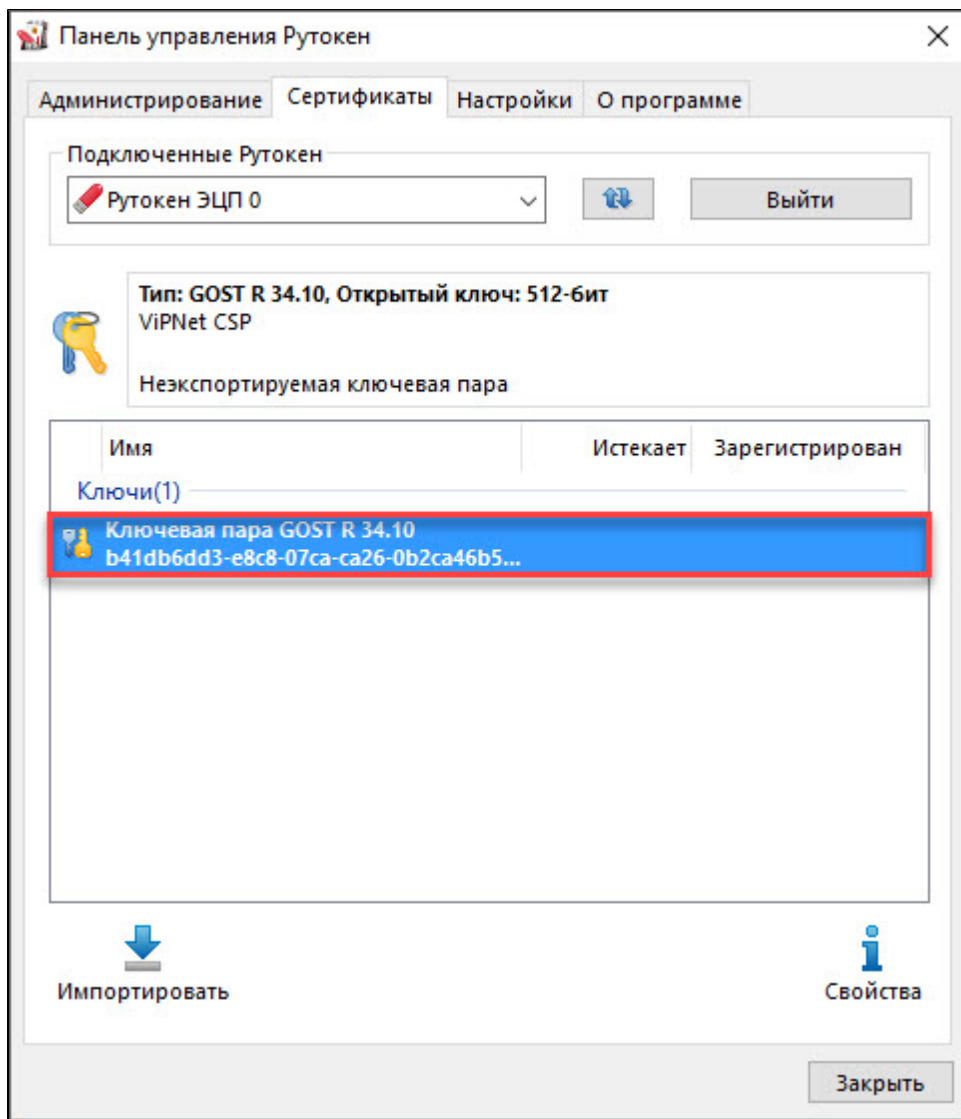 Панель управления Рутокен
Администрирование Сертификаты Настройки О программе
Подключенные Рутокен
Рутокен ЭЦП 0 Выйти
Тип: GOST R 34.10, Открытый ключ: 512-бит
ViPNet CSP
Неэкспортируемая ключевая пара
Имя Истекает Зарегистрирован
Ключи(1)
Ключевая пара GOST R 34.10
b41db6dd3-e8c8-07ca-ca26-0b2ca46b5...
Импортировать Свойства
Закрыть